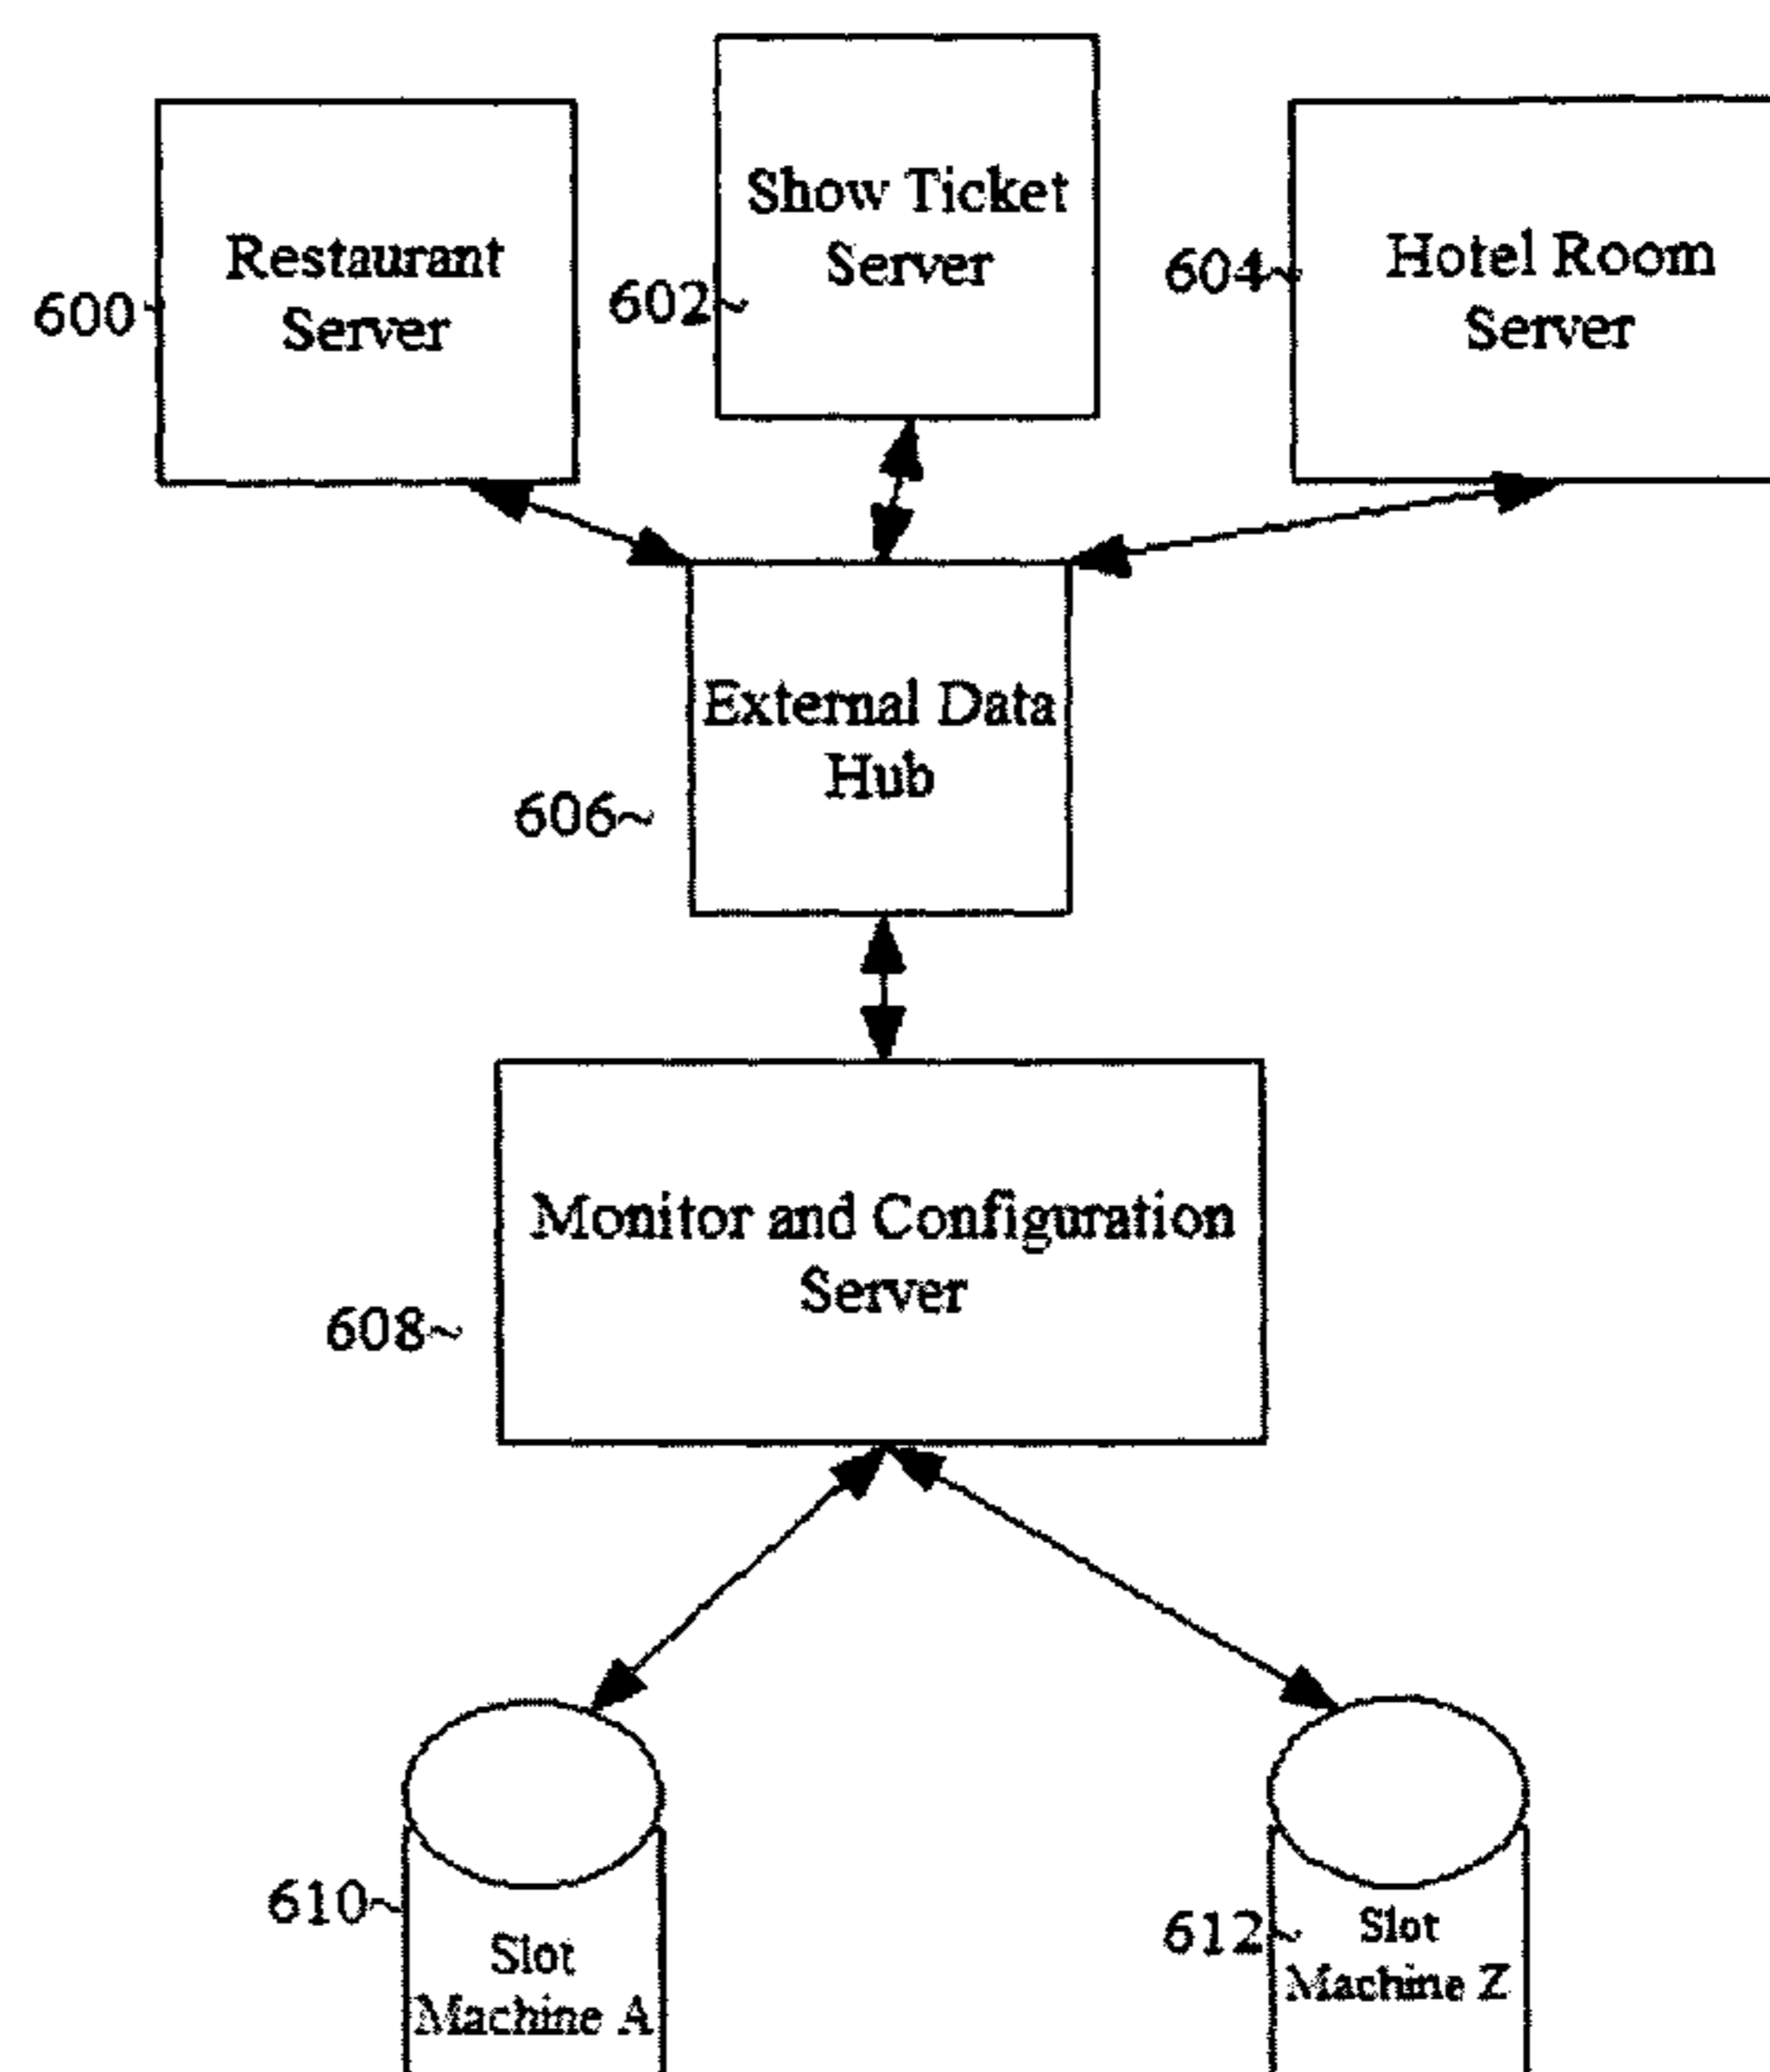 Show Ticket
Server
Restaurant
Server
Hotel Room
Server
600~
602~
604~
External Data
Hub
606~
Monitor and Configuration
Server
608~
610~
Slot
Machine A
612~
Slot
Machine Z